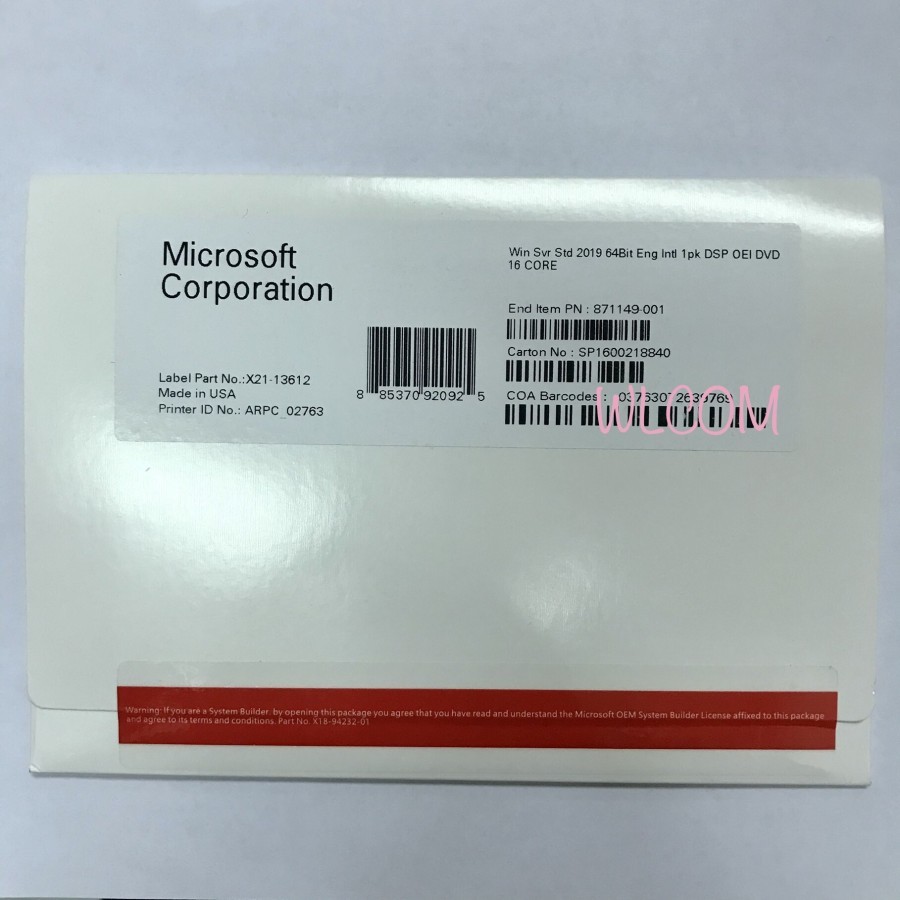 Microsoft
Corporation
Win Svr Std 2019 64Bit Eng Intl 1pk DSP OEI DVD
16 CORE
End Item PN : 871149-001
Carton No : SP1600218840
COA Barcodes :
WLCOM
Label Part No.:X21-13612
Made in USA
Printer ID No.: ARPC_02763
8 85370 92092 5
Warning: If you are a System Builder, by opening this package you agree that you have read and understand the Microsoft OEM System Builder License affixed to this package
and agree to its terms and conditions. Part No. X18-94232-01